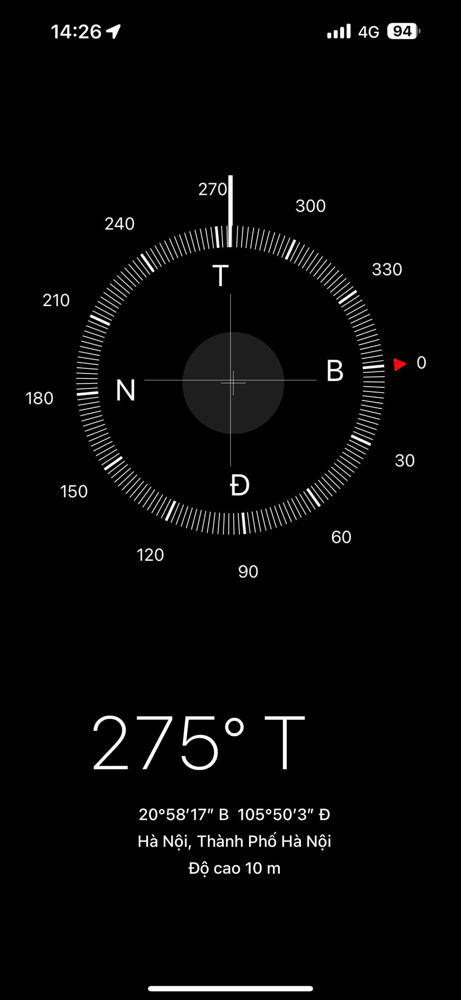 14:26 4G 94
270
300
240
330
T
210
B 0
N
180
30
Đ
150
60
120
90
275° T
20°58′17″ B 105°50′3″ Đ
Hà Nội, Thành Phố Hà Nội
Độ cao 10 m